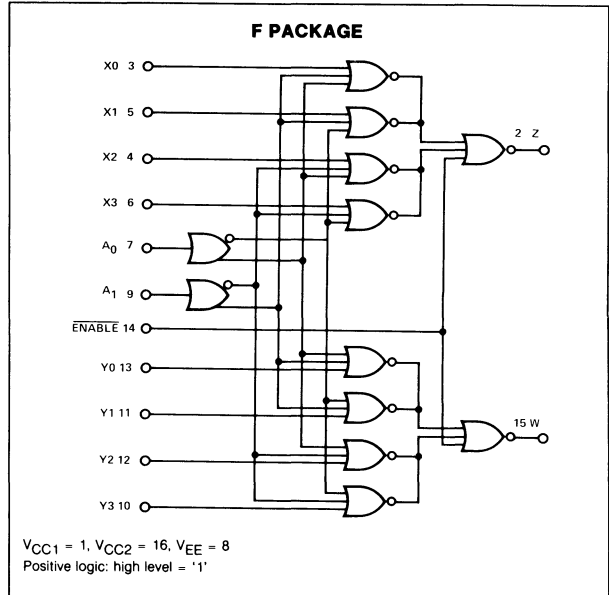 F PACKAGE
X0 3
X1 5
2 Z
X2 4
X3 6
A0 7
A1 9
ENABLE 14
Y0 13
Y1 11
15 W
Y2 12
Y3 10
VCC1 = 1, VCC2 = 16, VEE = 8
Positive logic: high level = '1'